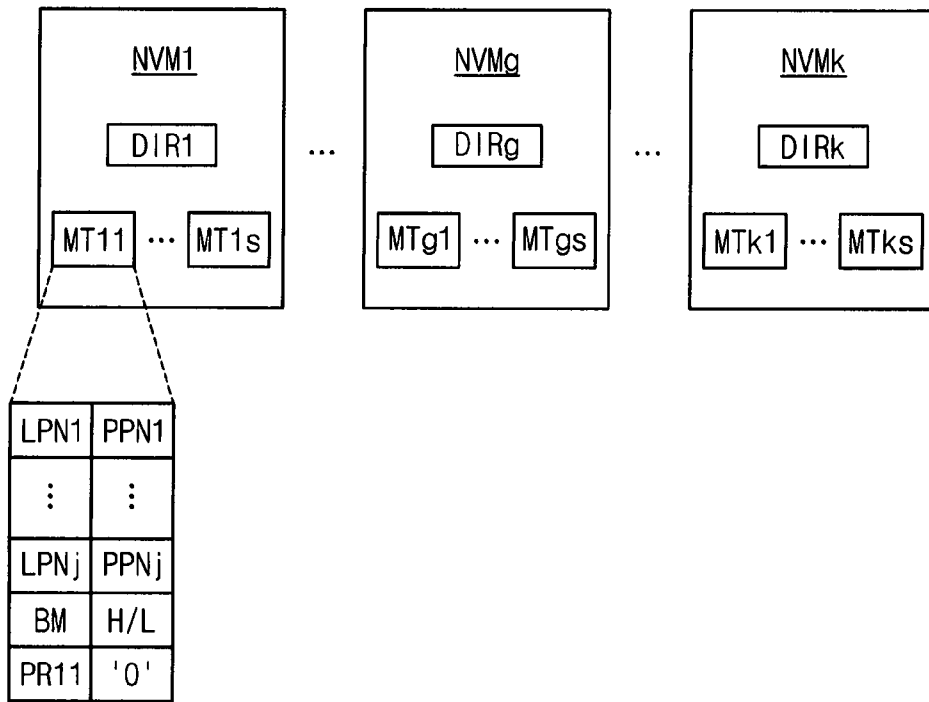 NVM1 NVMg NVMk
DIR1 ... DIRg ... DIRk
MT11 ... MT1s MTg1 ... MTgs MTk1 ... MTks
LPN1 PPN1
⋮ ⋮
LPNj PPNj
BM H/L
PR11 '0'